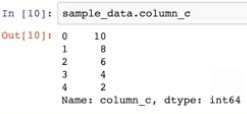 In [10]: sample_data.column_c
Out[10]: 0 10
1 8
2 6
3 4
4 2
Name: column_c, dtype: int64